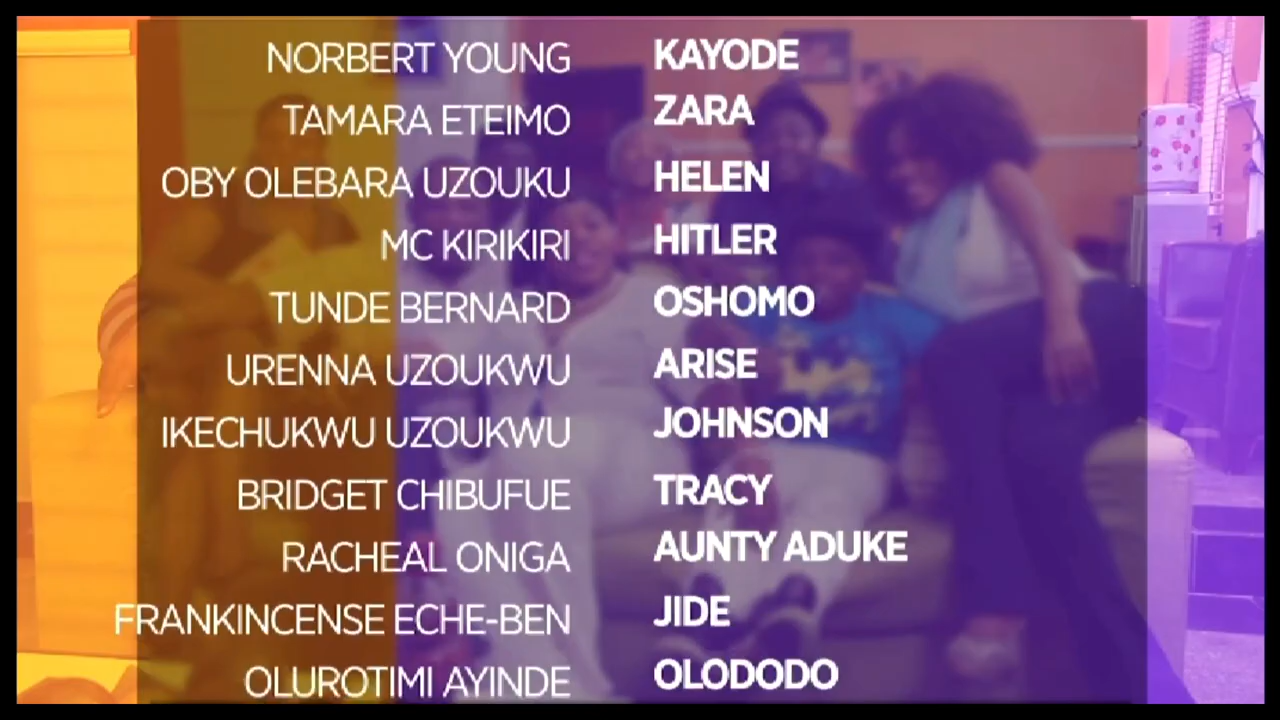 NORBERT YOUNG KAYODE
TAMARA ETEIMO ZARA
OBY OLEBARA UZOUKU HELEN
MC KIRIKIRI HITLER
TUNDE BERNARD OSHOMO
URENNA UZOUKWU ARISE
IKECHUKWU UZOUKWU JOHNSON
BRIDGET CHIBUFUE TRACY
RACHEAL ONIGA AUNTY ADUKE
FRANKINCENSE ECHE-BEN JIDE
OLUROTIMI AYINDE OLODODO